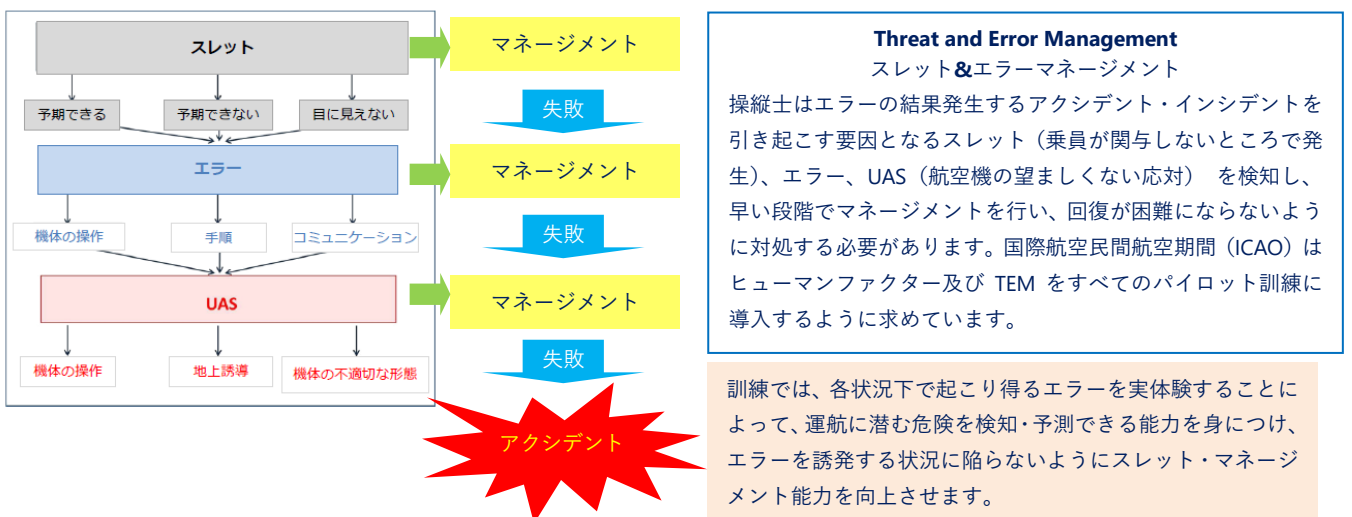 スレット
予期できる
予期できない
目に見えない
エラー
機体の操作
手順
コミュニケーション
UAS
機体の操作
地上誘導
機体の不適切な形態
マネージメント
失敗
マネージメント
失敗
マネージメント
失敗
アクシデント
Threat and Error Management
スレット&エラーマネージメント
操縦士はエラーの結果発生するアクシデント・インシデントを
引き起こす要因となるスレット（乗員が関与しないところで発
生）、エラー、UAS（航空機の望ましくない応対） を検知し、
早い段階でマネージメントを行い、回復が困難にならないよう
に対処する必要があります。国際航空民間航空期間（ICAO）は
ヒューマンファクター及び TEM をすべてのパイロット訓練に
導入するように求めています。
訓練では、各状況下で起こり得るエラーを実体験することに
よって、運航に潜む危険を検知・予測できる能力を身につけ、
エラーを誘発する状況に陥らないようにスレット・マネージ
メント能力を向上させます。